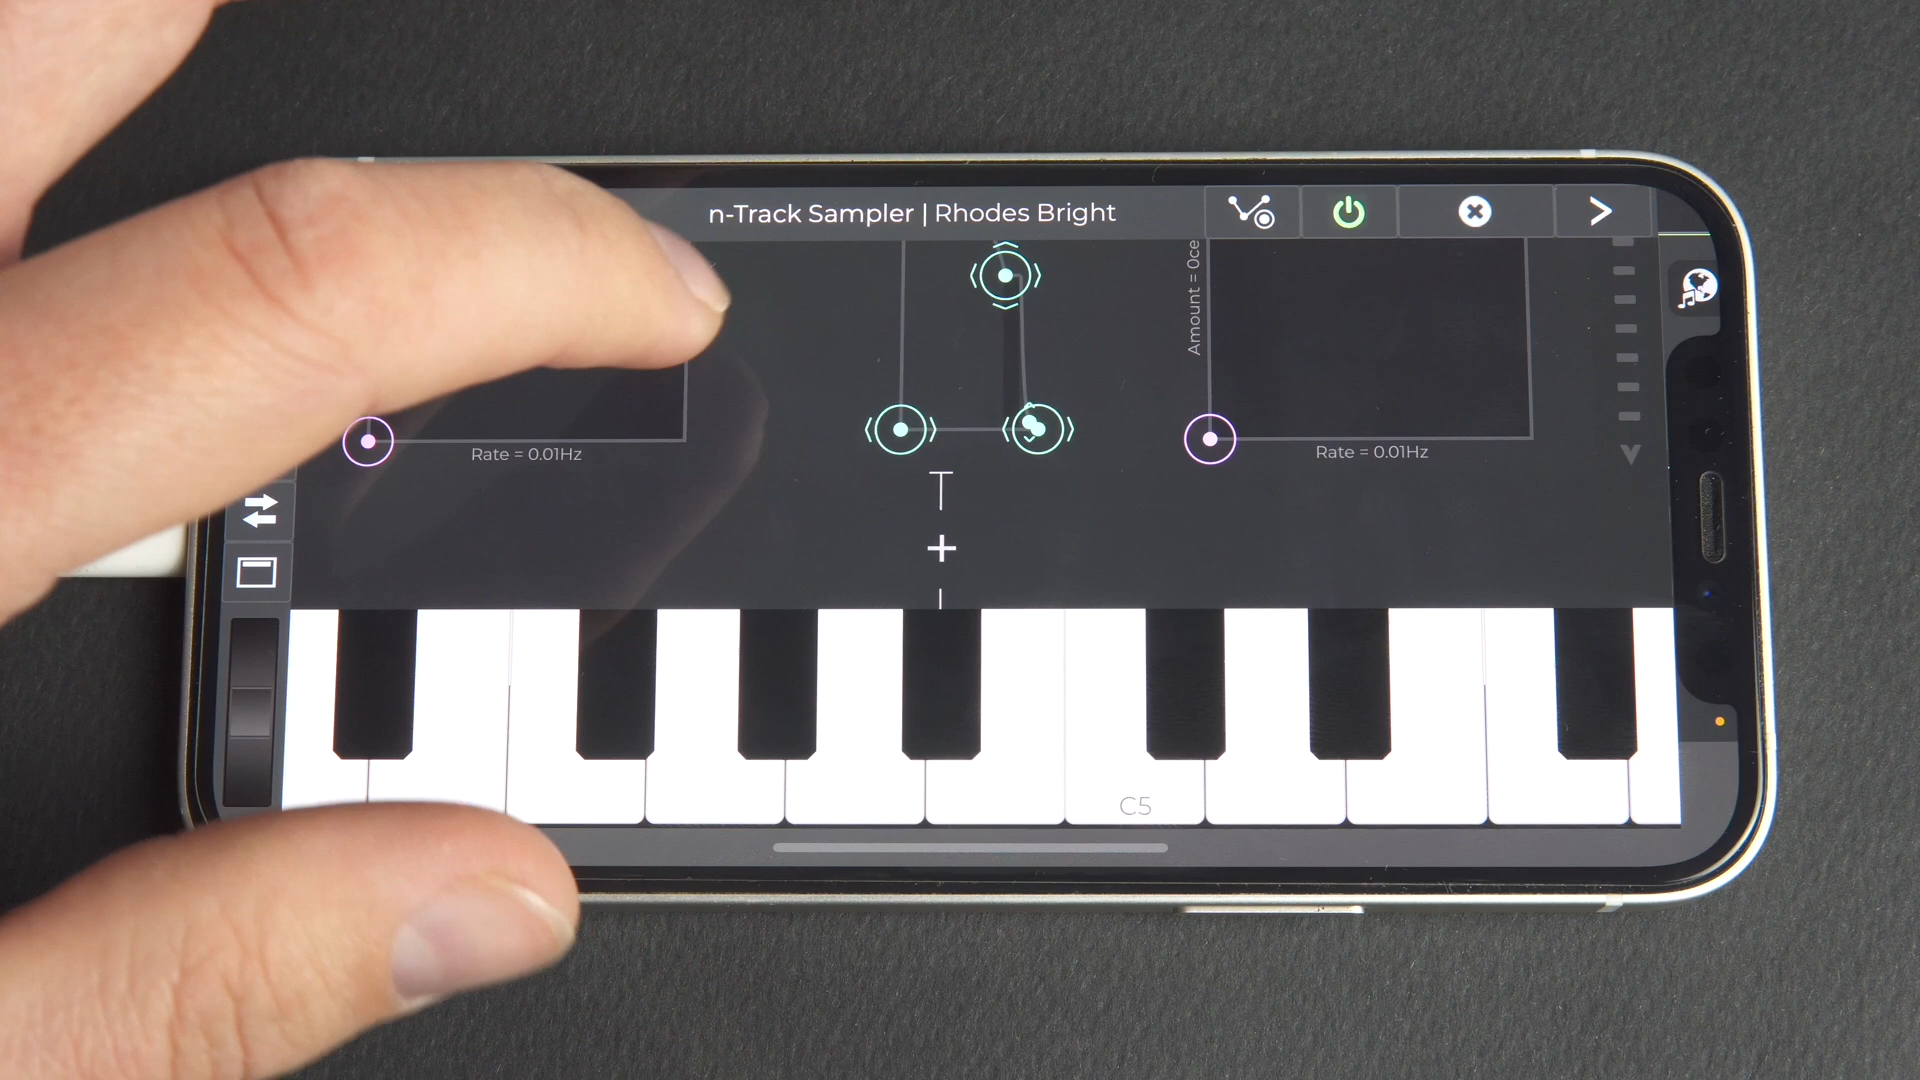 n-Track Sampler | Rhodes Bright
Amount = 0ce
Rate = 0.01Hz
Rate = 0.01Hz
C5